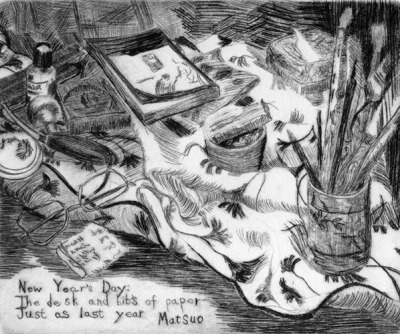 New Year's Day:
The desk and bits of paper
Just as last year Matsuo